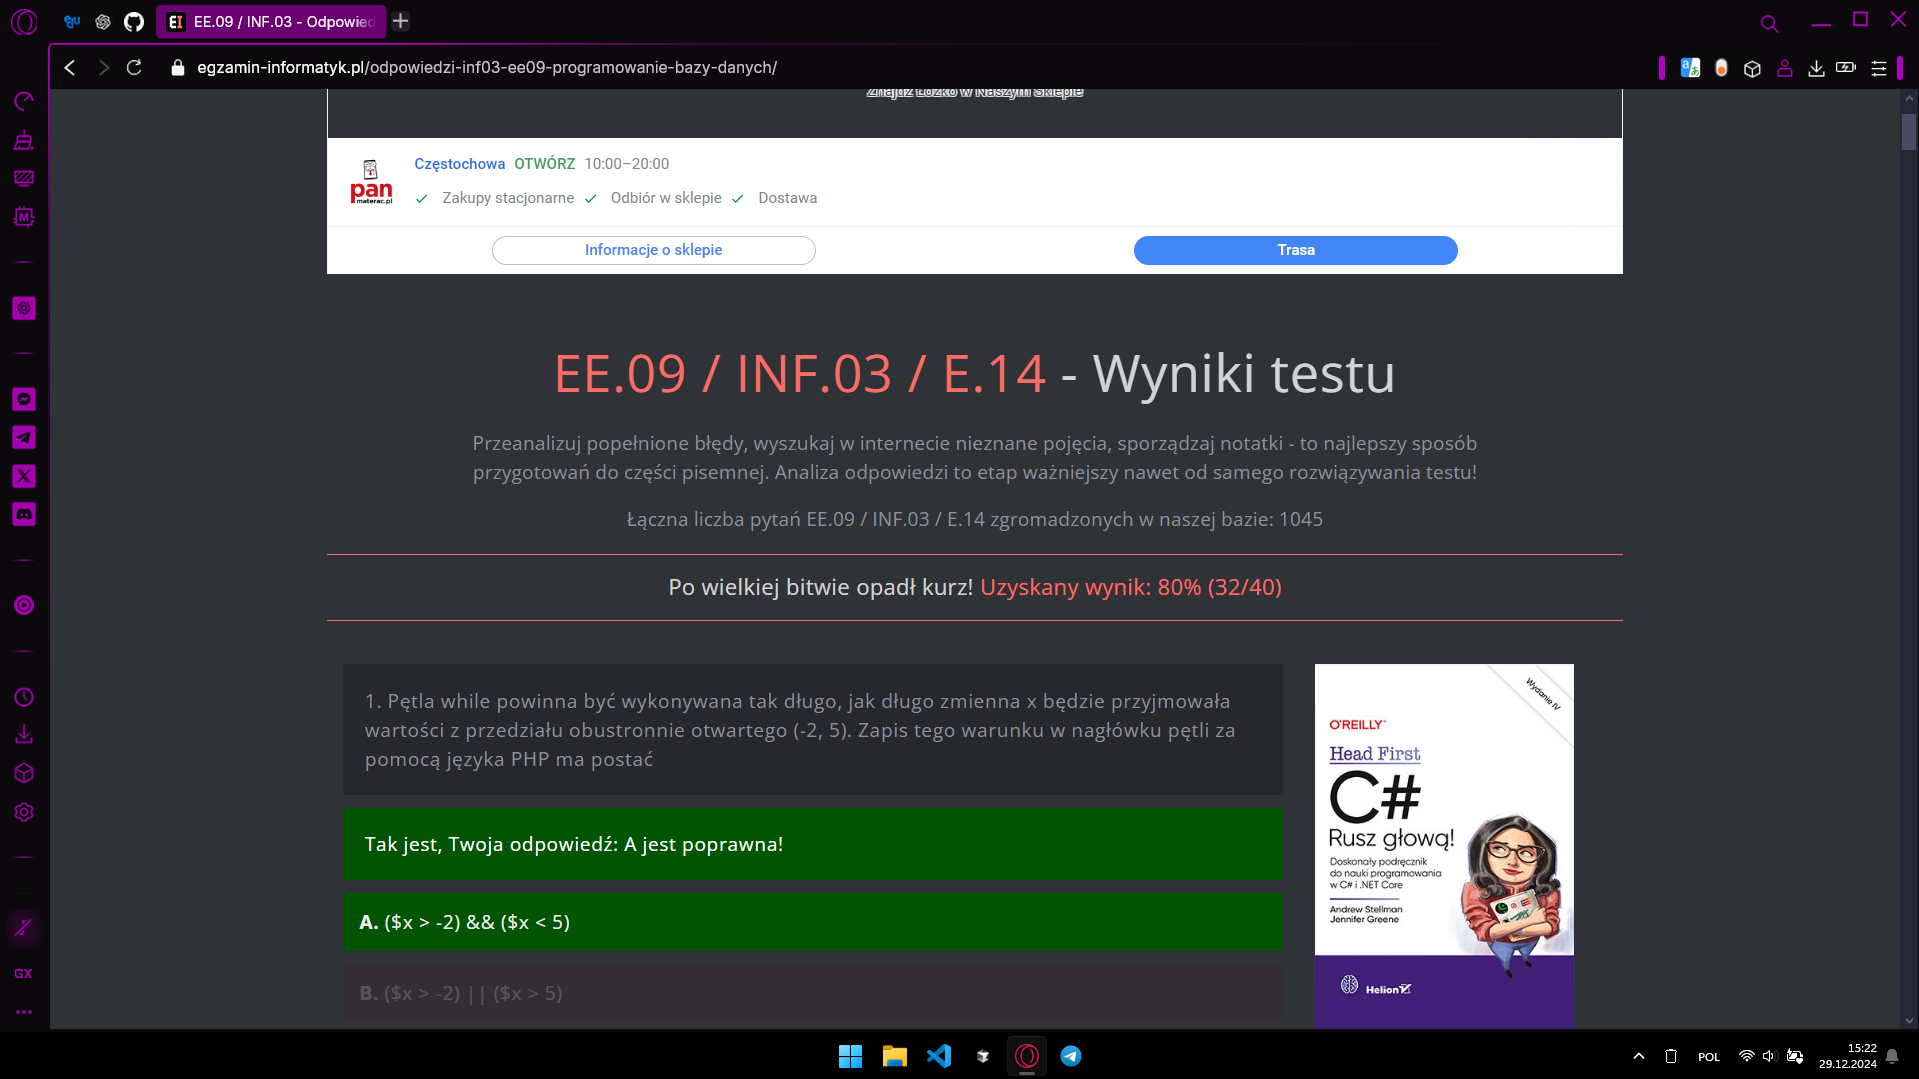 EE.09 / INF.03 - Odpowied
egzamin-informatyk.pl/odpowiedzi-inf03-ee09-programowanie-bazy-danych/
Znajdź Łóżko w Naszym Sklepie
pan
materac.pl
Częstochowa OTWÓRZ 10:00–20:00
Zakupy stacjonarne Odbiór w sklepie Dostawa
Informacje o sklepie
Trasa
EE.09 / INF.03 / E.14 - Wyniki testu
Przeanalizuj popełnione błędy, wyszukaj w internecie nieznane pojęcia, sporządzaj notatki - to najlepszy sposób
przygotowań do części pisemnej. Analiza odpowiedzi to etap ważniejszy nawet od samego rozwiązywania testu!
Łączna liczba pytań EE.09 / INF.03 / E.14 zgromadzonych w naszej bazie: 1045
Po wielkiej bitwie opadł kurz! Uzyskany wynik: 80% (32/40)
1. Pętla while powinna być wykonywana tak długo, jak długo zmienna x będzie przyjmowała
wartości z przedziału obustronnie otwartego (-2, 5). Zapis tego warunku w nagłówku pętli za
pomocą języka PHP ma postać
Tak jest, Twoja odpowiedź: A jest poprawna!
A. ($x > -2) && ($x < 5)
B. ($x > -2) || ($x > 5)
Wydanie IV
O'REILLY®
Head First
C#
Rusz głową!
Doskonały podręcznik
do nauki programowania
w C# i .NET Core
Andrew Stellman
Jennifer Greene
Helion
GX
POL
15:22
29.12.2024